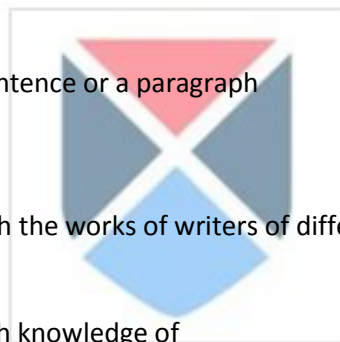 ntence or a paragraph
h the works of writers of diffe
h knowledge of